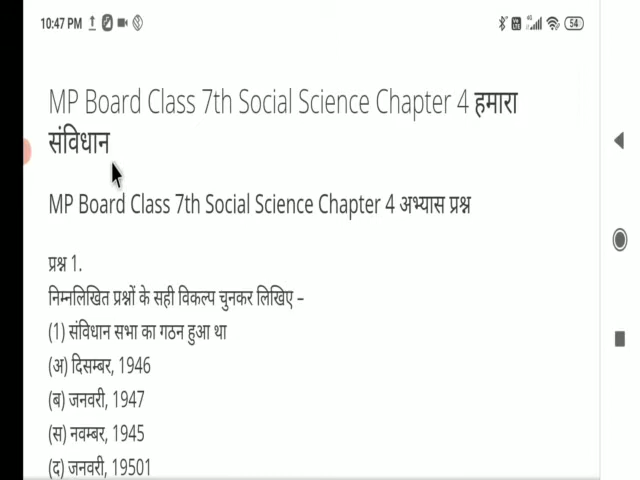 10:47 PM
54
MP Board Class 7th Social Science Chapter 4 हमारा
संविधान
MP Board Class 7th Social Science Chapter 4 अभ्यास प्रश्न
प्रश्न 1.
निम्नलिखित प्रश्नों के सही विकल्प चुनकर लिखिए –
(1) संविधान सभा का गठन हुआ था
(अ) दिसम्बर, 1946
(ब) जनवरी, 1947
(स) नवम्बर, 1945
(द) जनवरी, 19501